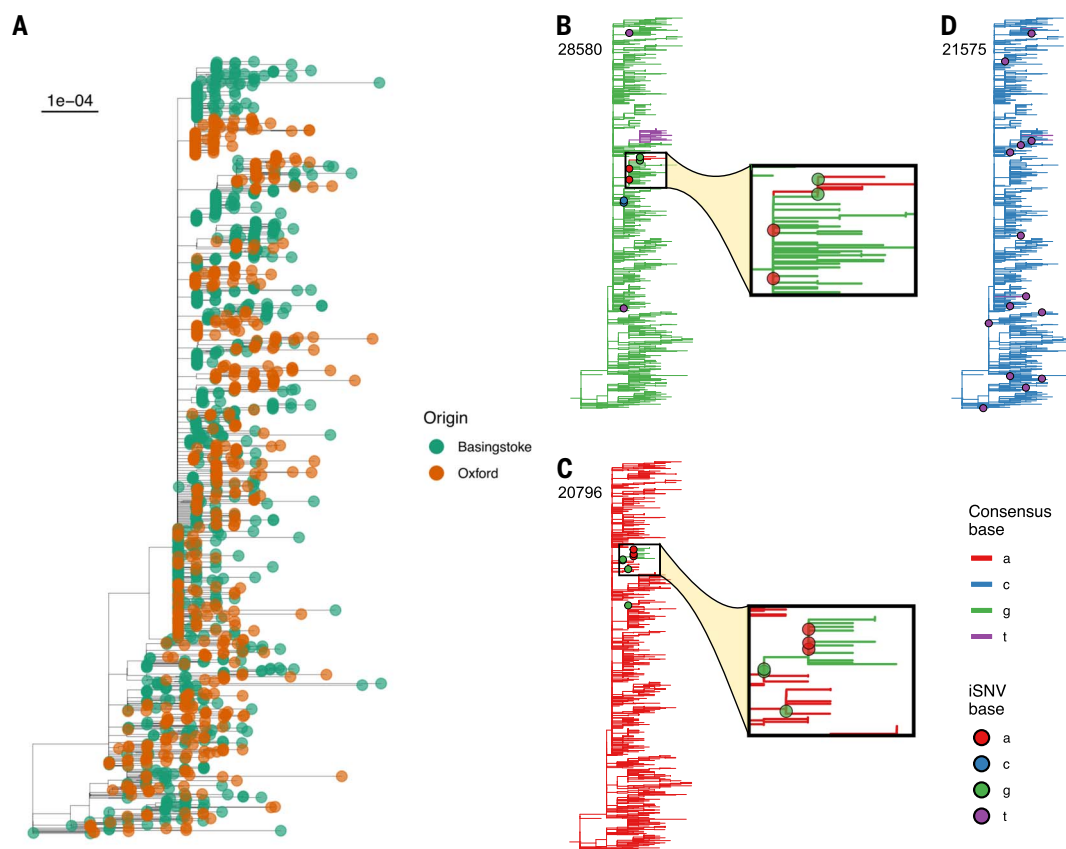 A
1e−04
Origin
Basingstoke
Oxford
B
28580
C
20796
D
21575
Consensus
base
a
c
g
t
iSNV
base
a
c
g
t